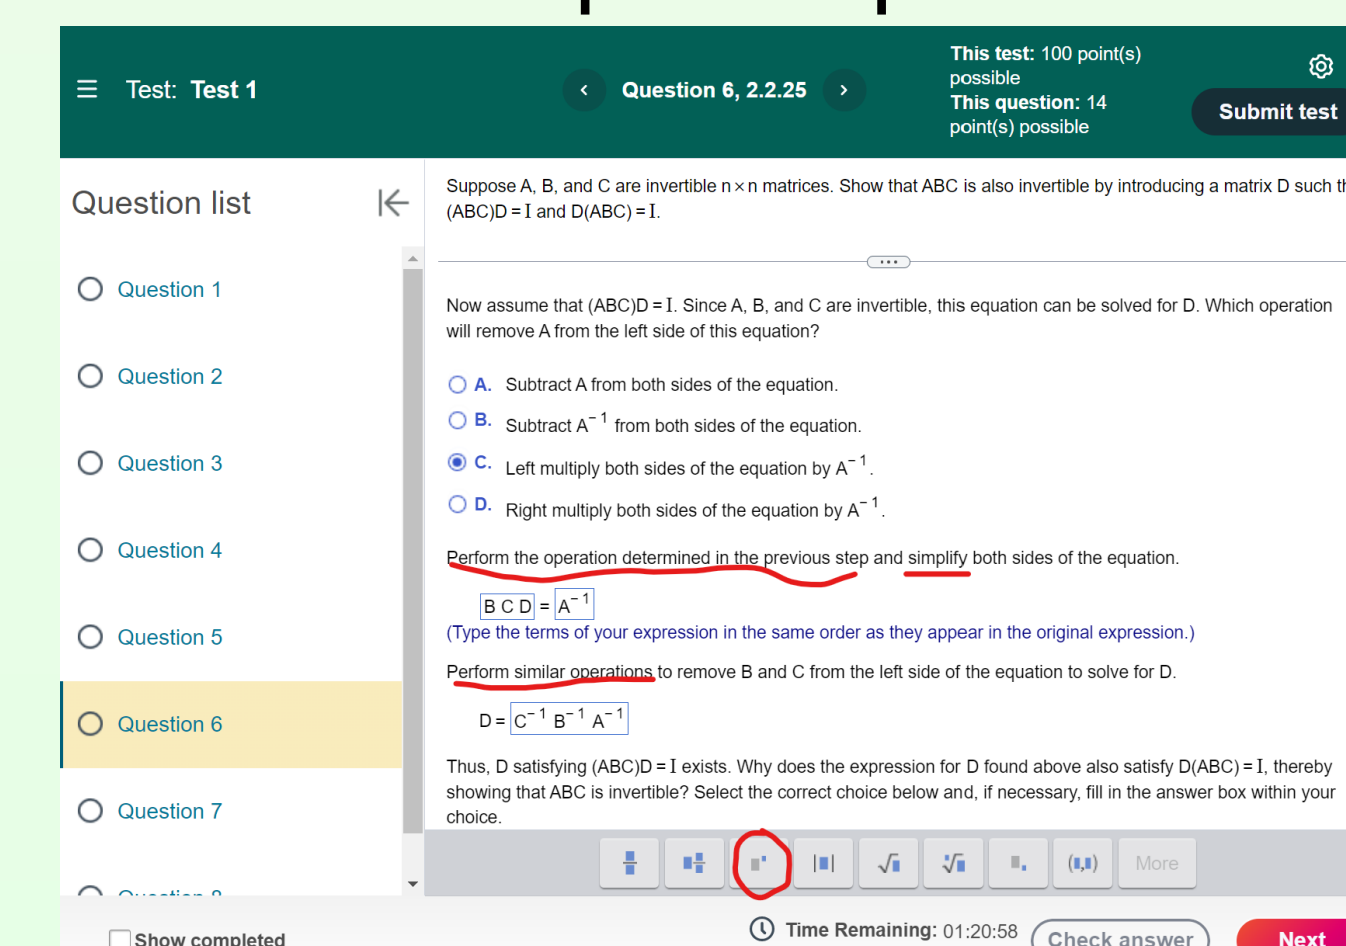 Test: Test 1
Question 6, 2.2.25
This test: 100 point(s)
possible
This question: 14
point(s) possible
Submit test
Question list
Question 1
Question 2
Question 3
Question 4
Question 5
Question 6
Question 7
Show completed
Suppose A, B, and C are invertible n×n matrices. Show that ABC is also invertible by introducing a matrix D such
(ABC)D = I and D(ABC) = I.
Now assume that (ABC)D = I. Since A, B, and C are invertible, this equation can be solved for D. Which operation
will remove A from the left side of this equation?
A. Subtract A from both sides of the equation.
B. Subtract A⁻¹ from both sides of the equation.
C. Left multiply both sides of the equation by A⁻¹.
D. Right multiply both sides of the equation by A⁻¹.
Perform the operation determined in the previous step and simplify both sides of the equation.
B C D = A⁻¹
(Type the terms of your expression in the same order as they appear in the original expression.)
Perform similar operations to remove B and C from the left side of the equation to solve for D.
D = C⁻¹ B⁻¹ A⁻¹
Thus, D satisfying (ABC)D = I exists. Why does the expression for D found above also satisfy D(ABC) = I, thereby
showing that ABC is invertible? Select the correct choice below and, if necessary, fill in the answer box within your
choice.
More
Time Remaining: 01:20:58
Check answer
Next